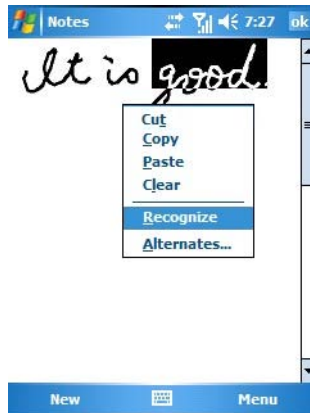 Notes 7:27 ok
It is good.
Cut
Copy
Paste
Clear
Recognize
Alternates...
New Menu